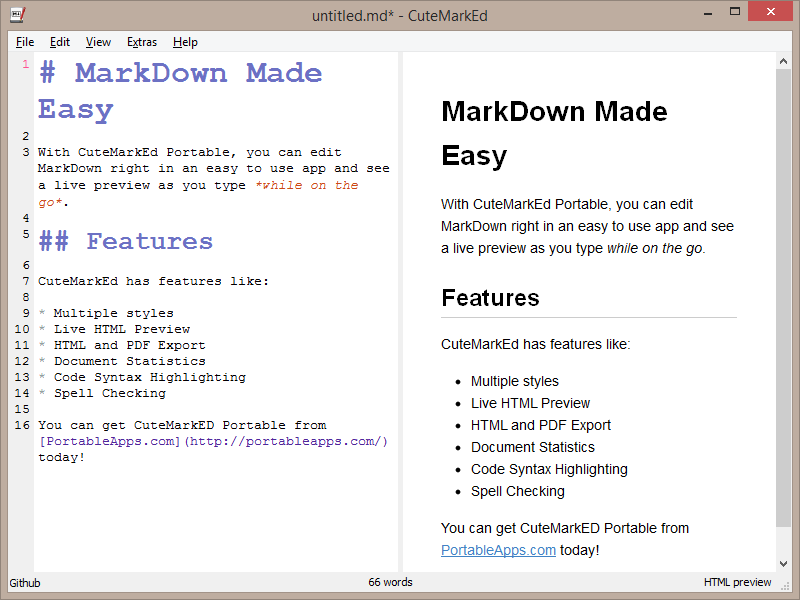 untitled.md* - CuteMarkEd
File Edit View Extras Help
1 # MarkDown Made
Easy
2
3 With CuteMarkEd Portable, you can edit
MarkDown right in an easy to use app and see
a live preview as you type *while on the
go*.
4
5 ## Features
6
7 CuteMarkEd has features like:
8
9 * Multiple styles
10 * Live HTML Preview
11 * HTML and PDF Export
12 * Document Statistics
13 * Code Syntax Highlighting
14 * Spell Checking
15
16 You can get CuteMarkED Portable from
[PortableApps.com](http://portableapps.com/)
today!
MarkDown Made
Easy
With CuteMarkEd Portable, you can edit
MarkDown right in an easy to use app and see
a live preview as you type while on the go.
Features
CuteMarkEd has features like:
• Multiple styles
• Live HTML Preview
• HTML and PDF Export
• Document Statistics
• Code Syntax Highlighting
• Spell Checking
You can get CuteMarkED Portable from
PortableApps.com today!
Github 66 words HTML preview